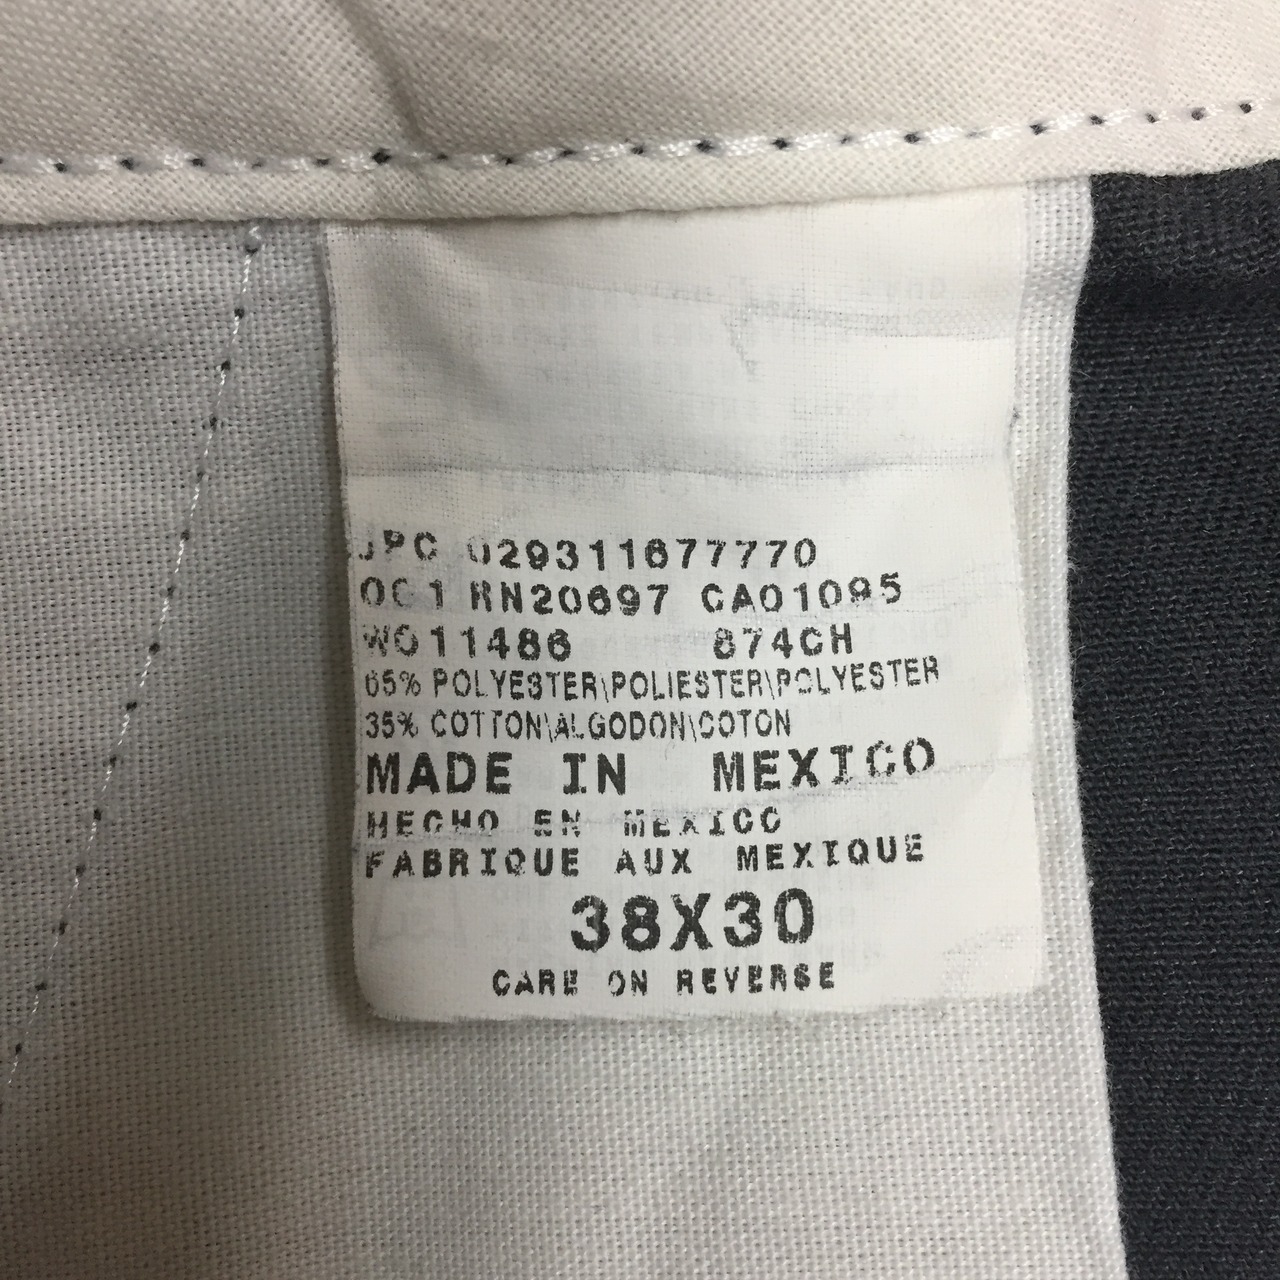 UPC 029311677770
001 RN20697 CA01095
WO11486 874CH
65% POLYESTER\POLIESTER\POLYESTER
35% COTTON\ALGODON\COTON
MADE IN MEXICO
HECHO EN MEXICO
FABRIQUE AUX MEXIQUE
38X30
CARE ON REVERSE